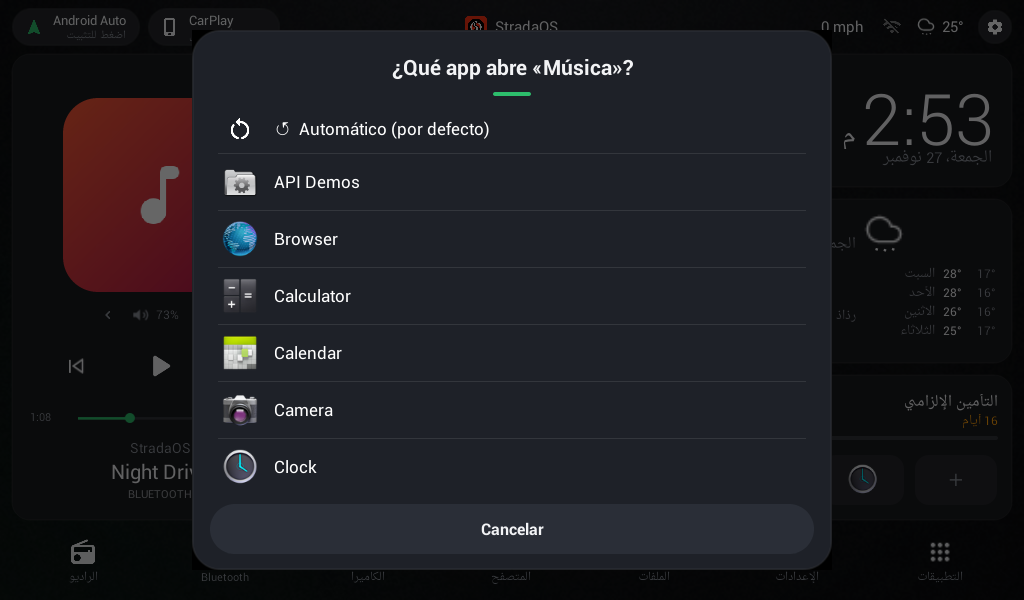 Android Auto
اضغط للتثبيت
CarPlay
StradaOS
0 mph
25°
¿Qué app abre «Música»?
Automático (por defecto)
API Demos
Browser
Calculator
Calendar
Camera
Clock
Cancelar
73%
1:08
StradaOS
Night Driv
BLUETOOTH
2:53 م
الجمعة، 27 نوفمبر
الجم
السبت 28° 17°
الأحد 28° 16°
الاثنين 26° 16°
الثلاثاء 25° 17°
رذاذ
التأمين الإلزامي
16 أيام
الراديو
Bluetooth
الكاميرا
المتصفح
الملفات
الإعدادات
التطبيقات